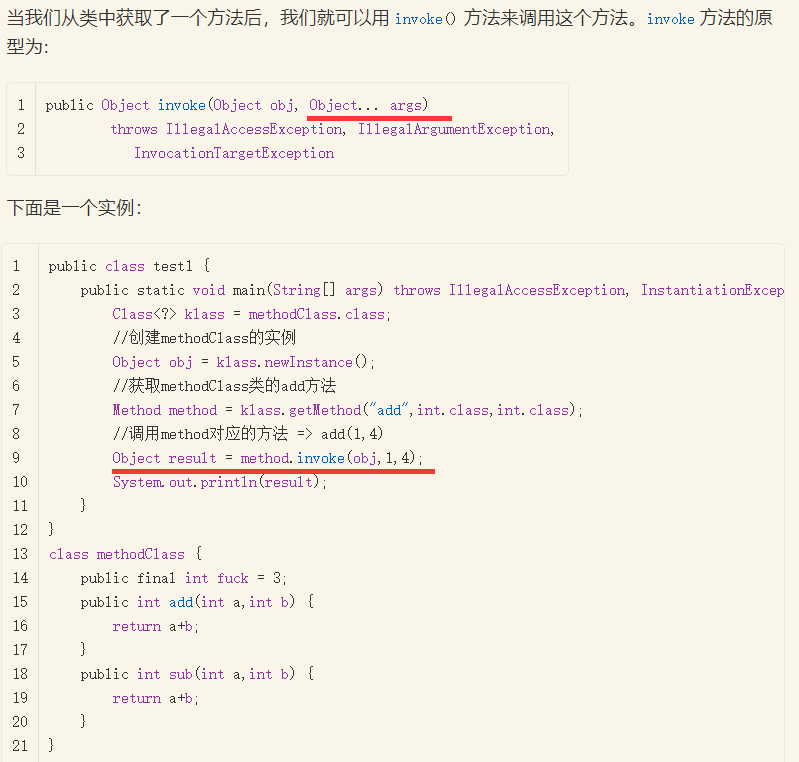 当我们从类中获取了一个方法后，我们就可以用 invoke() 方法来调用这个方法。invoke 方法的原
型为：
1 public Object invoke(Object obj, Object... args)
2         throws IllegalAccessException, IllegalArgumentException,
3            InvocationTargetException
下面是一个实例：
1 public class test1 {
2     public static void main(String[] args) throws IllegalAccessException, InstantiationExcep
3         Class<?> klass = methodClass.class;
4         //创建methodClass的实例
5         Object obj = klass.newInstance();
6         //获取methodClass类的add方法
7         Method method = klass.getMethod("add",int.class,int.class);
8         //调用method对应的方法 => add(1,4)
9         Object result = method.invoke(obj,1,4);
10         System.out.println(result);
11     }
12 }
13 class methodClass {
14     public final int fuck = 3;
15     public int add(int a,int b) {
16         return a+b;
17     }
18     public int sub(int a,int b) {
19         return a+b;
20     }
21 }